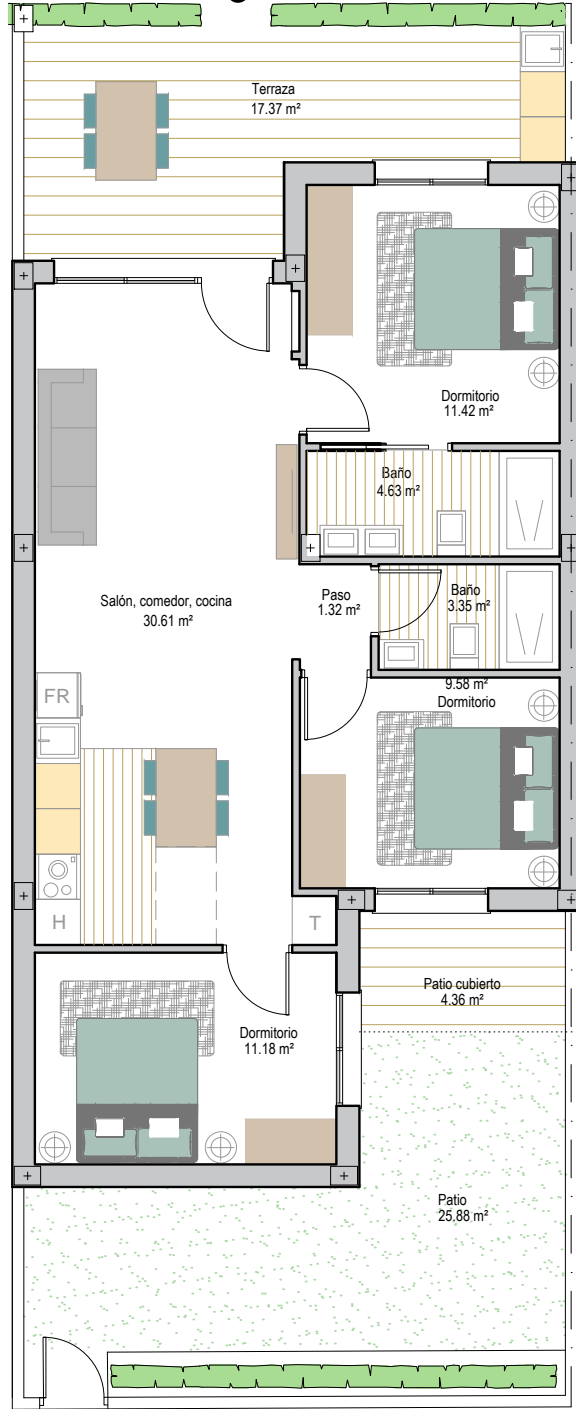 Terraza
17.37 m²
Dormitorio
11.42 m²
Baño
4.63 m²
Salón, comedor, cocina
30.61 m²
Paso
1.32 m²
Baño
3.35 m²
9.58 m²
Dormitorio
FR
H
T
Dormitorio
11.18 m²
Patio cubierto
4.36 m²
Patio
25.88 m²